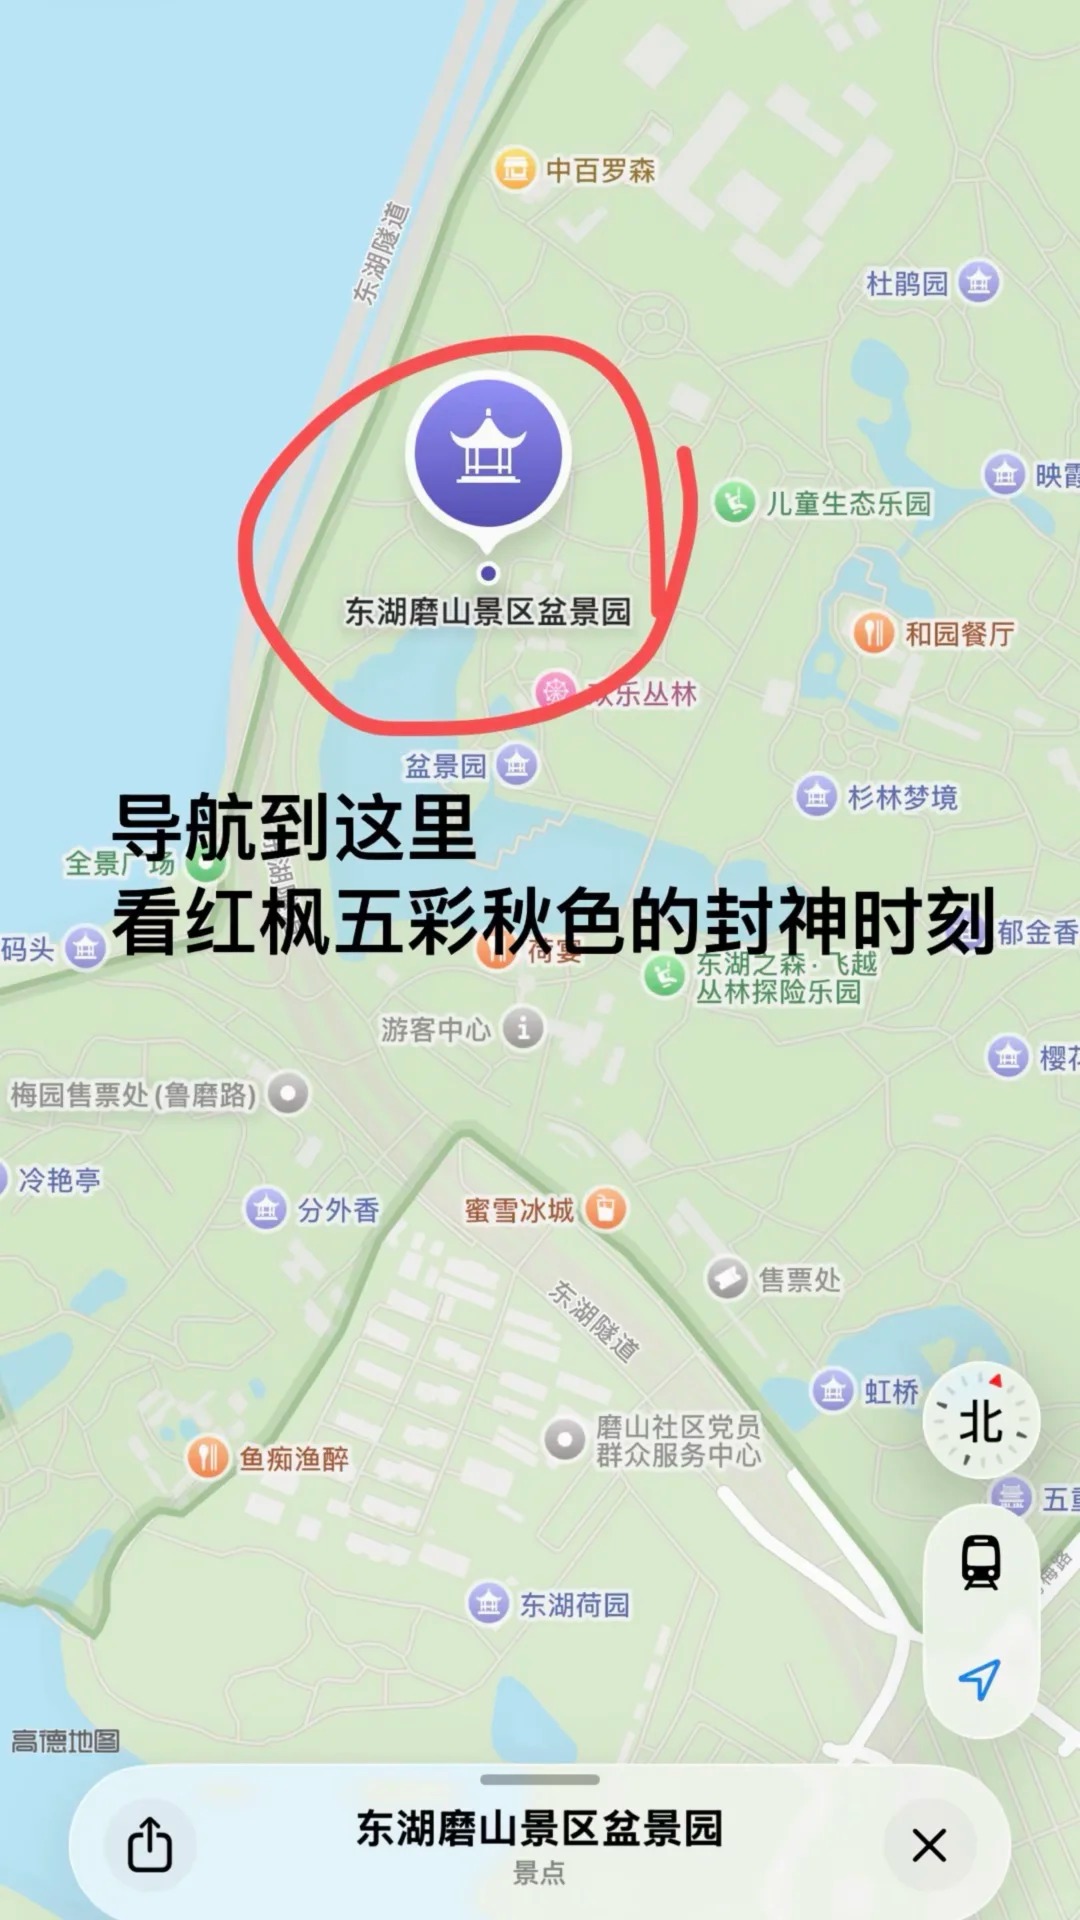 中百罗森
东湖隧道
杜鹃园
映霞
儿童生态乐园
东湖磨山景区盆景园
和园餐厅
欢乐丛林
盆景园
杉林梦境
导航到这里
全景广场
看红枫五彩秋色的封神时刻
码头
郁金香
荷宴
东湖之森·飞越
丛林探险乐园
游客中心
樱花
梅园售票处(鲁磨路)
冷艳亭
分外香
蜜雪冰城
售票处
东湖隧道
虹桥
北
磨山社区党员
群众服务中心
鱼痴渔醉
五重
东湖荷园
高德地图
东湖磨山景区盆景园
景点